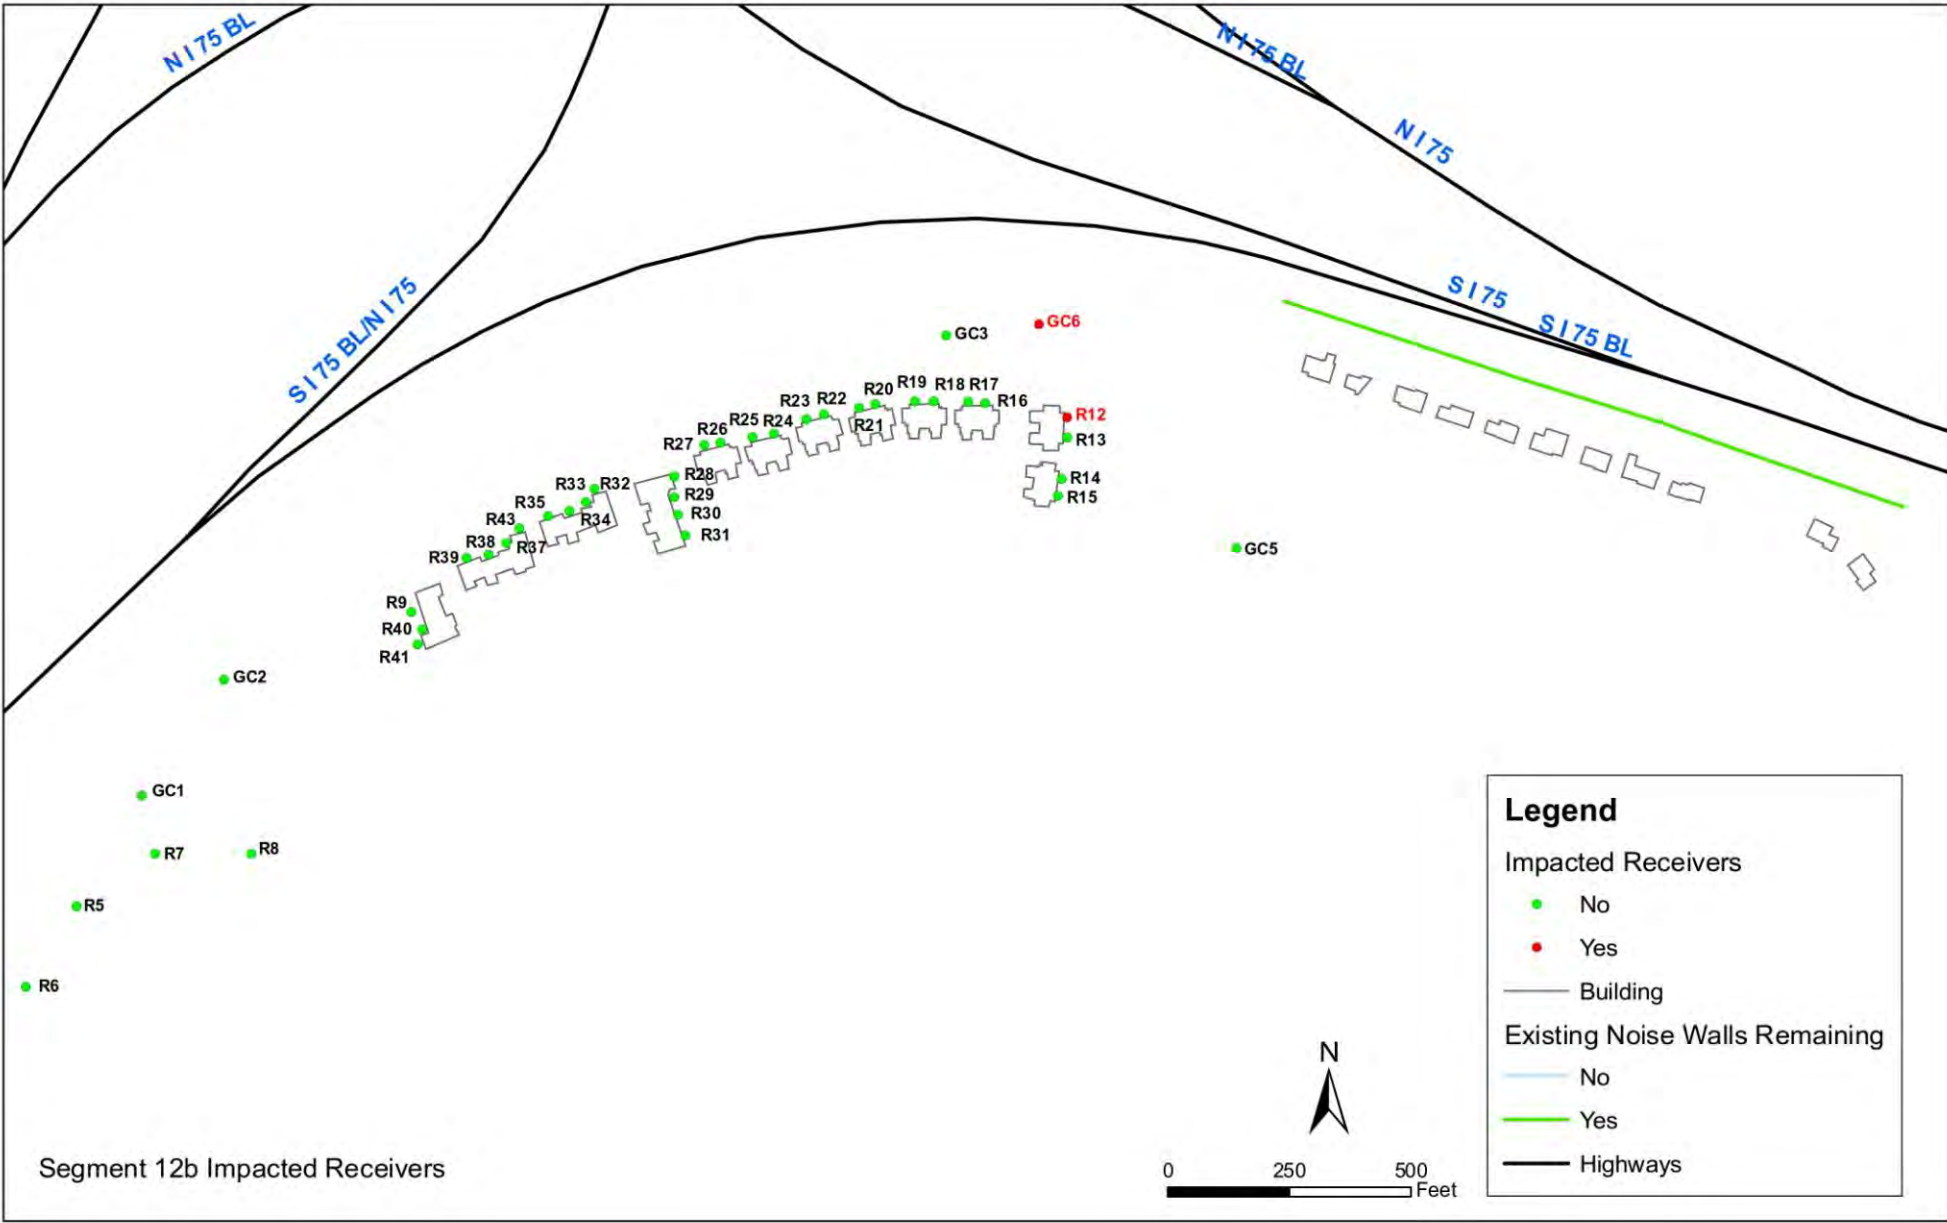 N I 75 BL
N I 75 BL
N I 75
S I 75 BL/N I 75
S I 75
S I 75 BL
GC6
GC3
R19
R18
R17
R20
R16
R23
R22
R12
R21
R25
R24
R26
R27
R13
R28
R14
R33
R32
R29
R15
R35
R30
R43
R34
R31
R38
R37
R39
GC5
R9
R40
R41
GC2
GC1
R7
R8
R5
R6
Legend
Impacted Receivers
No
Yes
Building
Existing Noise Walls Remaining
No
Yes
Highways
N
0 250 500
Feet
Segment 12b Impacted Receivers